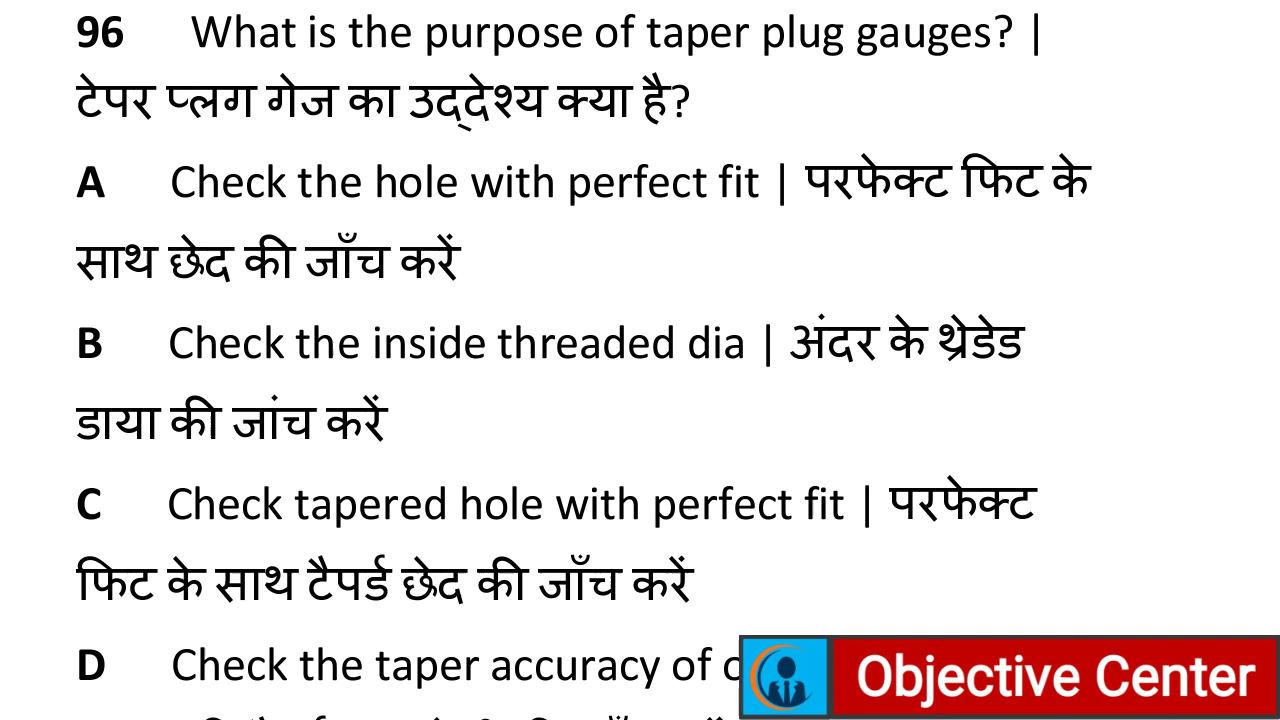 96 What is the purpose of taper plug gauges? |
टेपर प्लग गेज का उद्देश्य क्या है?
A Check the hole with perfect fit | परफेक्ट फिट के
साथ छेद की जाँच करें
B Check the inside threaded dia | अंदर के थ्रेडेड
डाया की जांच करें
C Check tapered hole with perfect fit | परफेक्ट
फिट के साथ टैपर्ड छेद की जाँच करें
D Check the taper accuracy of
Objective Center